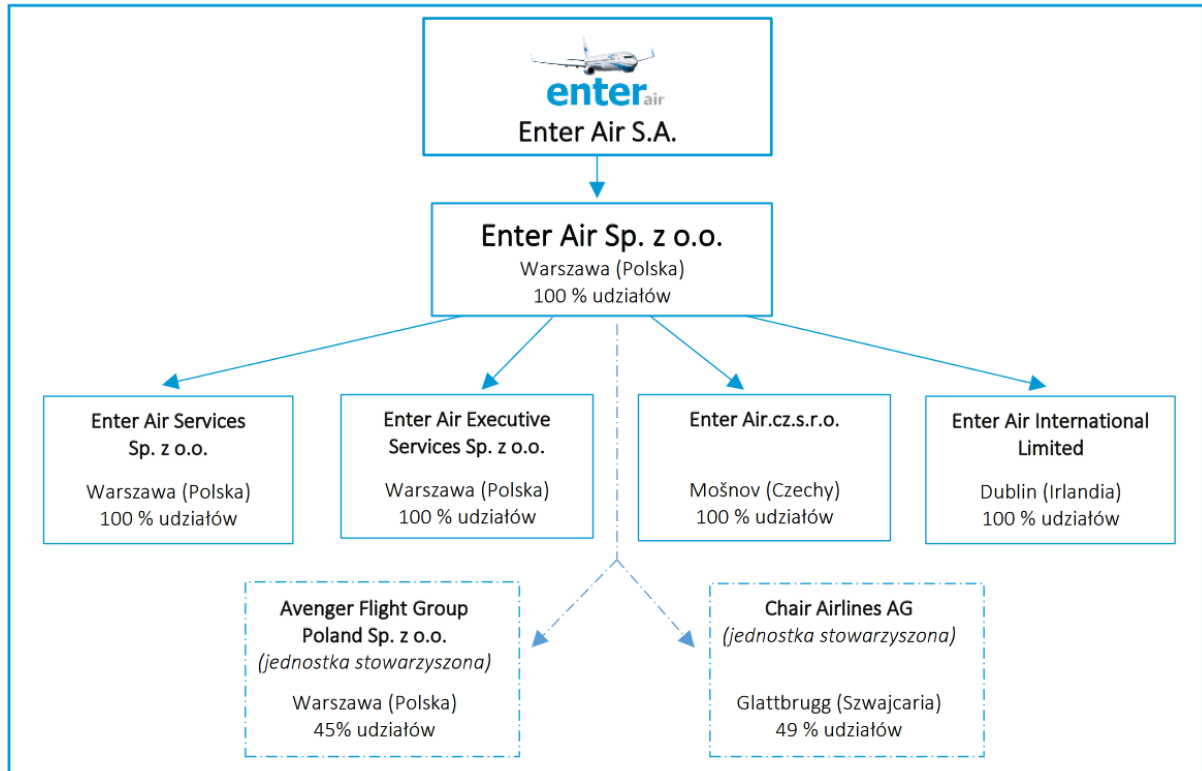 enter air
Enter Air S.A.
Enter Air Sp. z o.o.
Warszawa (Polska)
100 % udziałów
Enter Air Services
Sp. z o.o.
Warszawa (Polska)
100 % udziałów
Enter Air Executive
Services Sp. z o.o.
Warszawa (Polska)
100 % udziałów
Enter Air.cz.s.r.o.
Mošnov (Czechy)
100 % udziałów
Enter Air International
Limited
Dublin (Irlandia)
100 % udziałów
Avenger Flight Group
Poland Sp. z o.o.
(jednostka stowarzyszona)
Warszawa (Polska)
45% udziałów
Chair Airlines AG
(jednostka stowarzyszona)
Glattbrugg (Szwajcaria)
49 % udziałów